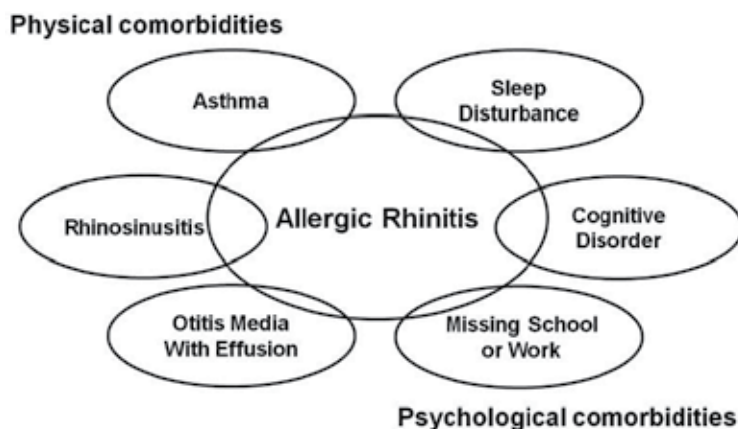 Physical comorbidities
Asthma
Sleep
Disturbance
Rhinosinusitis
Allergic Rhinitis
Cognitive
Disorder
Otitis Media
With Effusion
Missing School
or Work
Psychological comorbidities